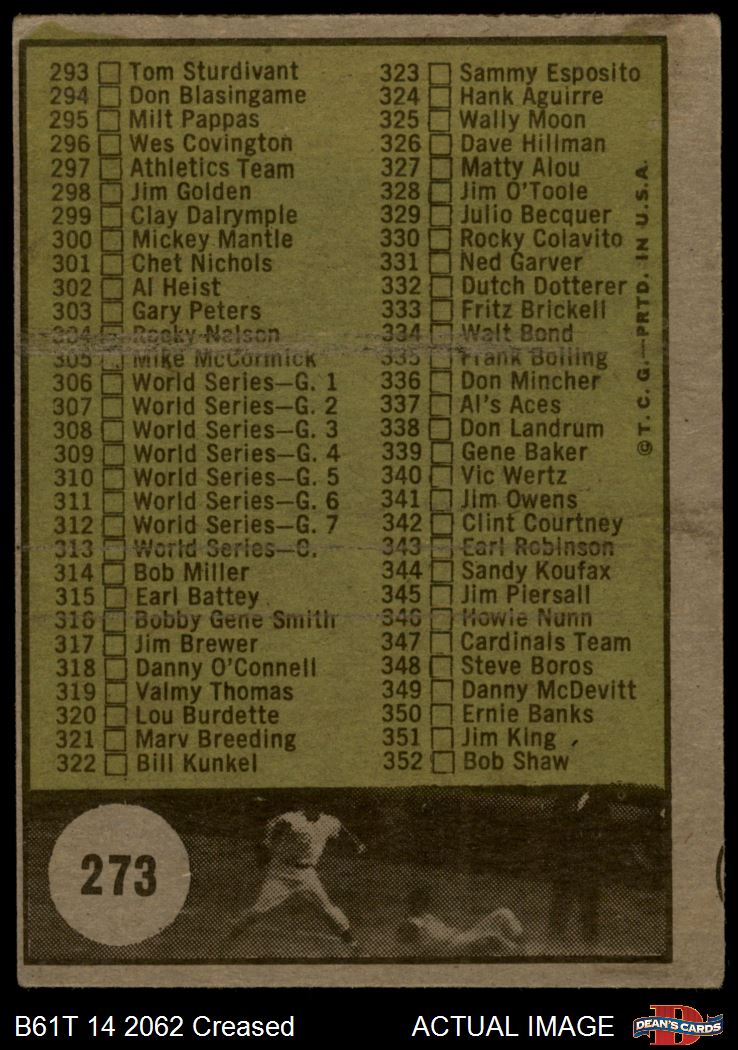 293 Tom Sturdivant
294 Don Blasingame
295 Milt Pappas
296 Wes Covington
297 Athletics Team
298 Jim Golden
299 Clay Dalrymple
300 Mickey Mantle
301 Chet Nichols
302 Al Heist
303 Gary Peters
304 Rocky Nelson
305 Mike McCormick
306 World Series—G. 1
307 World Series—G. 2
308 World Series—G. 3
309 World Series—G. 4
310 World Series—G. 5
311 World Series—G. 6
312 World Series—G. 7
313 World Series—C.
314 Bob Miller
315 Earl Battey
316 Bobby Gene Smith
317 Jim Brewer
318 Danny O'Connell
319 Valmy Thomas
320 Lou Burdette
321 Marv Breeding
322 Bill Kunkel
323 Sammy Esposito
324 Hank Aguirre
325 Wally Moon
326 Dave Hillman
327 Matty Alou
328 Jim O'Toole
329 Julio Becquer
330 Rocky Colavito
331 Ned Garver
332 Dutch Dotterer
333 Fritz Brickell
334 Walt Bond
335 Frank Bolling
336 Don Mincher
337 Al's Aces
338 Don Landrum
339 Gene Baker
340 Vic Wertz
341 Jim Owens
342 Clint Courtney
343 Earl Robinson
344 Sandy Koufax
345 Jim Piersall
346 Howie Nunn
347 Cardinals Team
348 Steve Boros
349 Danny McDevitt
350 Ernie Banks
351 Jim King
352 Bob Shaw
© T. C. G.—PRTD. IN U.S.A.
273
B61T 14 2062 Creased
ACTUAL IMAGE
DEAN'S CARDS